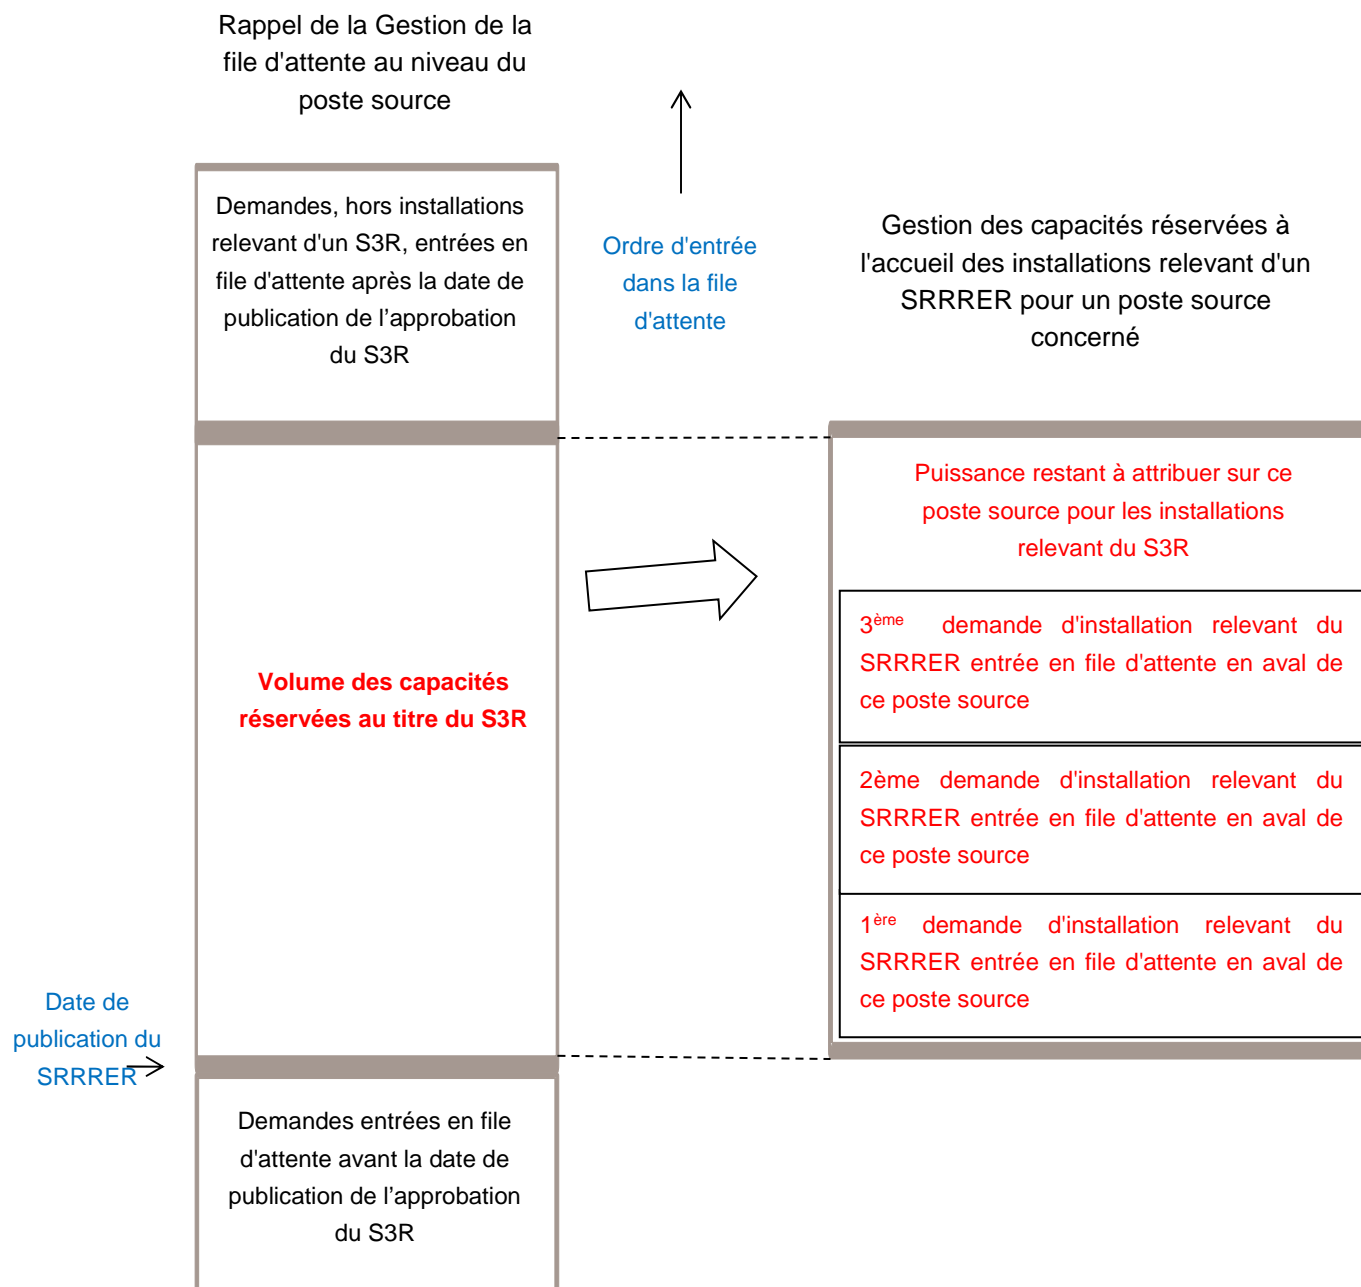 Rappel de la Gestion de la
file d'attente au niveau du
poste source
Demandes, hors installations
relevant d'un S3R, entrées en
file d'attente après la date de
publication de l’approbation
du S3R
Ordre d'entrée
dans la file
d'attente
Gestion des capacités réservées à
l'accueil des installations relevant d'un
SRRRER pour un poste source
concerné
Volume des capacités
réservées au titre du S3R
Puissance restant à attribuer sur ce
poste source pour les installations
relevant du S3R
3ème demande d'installation relevant du
SRRRER entrée en file d'attente en aval de
ce poste source
2ème demande d'installation relevant du
SRRRER entrée en file d'attente en aval de
ce poste source
1ère demande d'installation relevant du
SRRRER entrée en file d'attente en aval de
ce poste source
Date de
publication du
SRRRER
Demandes entrées en file
d'attente avant la date de
publication de l’approbation
du S3R